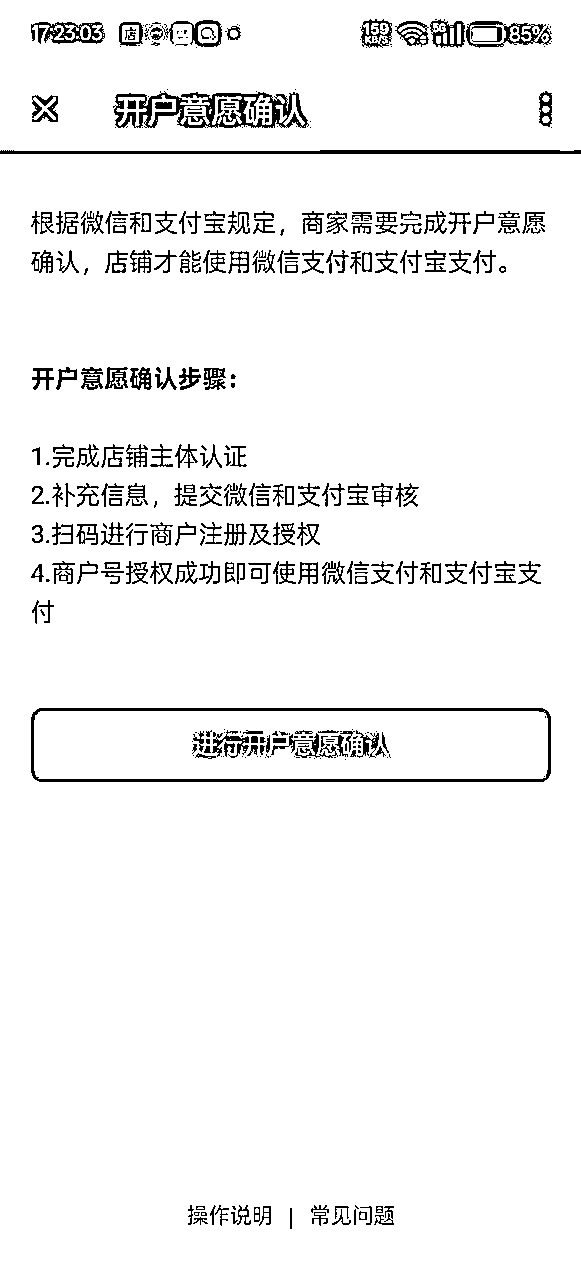 17:23:03 店 159 KB/S 5G 85%
开户意愿确认
根据微信和支付宝规定，商家需要完成开户意愿
确认，店铺才能使用微信支付和支付宝支付。
开户意愿确认步骤：
1.完成店铺主体认证
2.补充信息，提交微信和支付宝审核
3.扫码进行商户注册及授权
4.商户号授权成功即可使用微信支付和支付宝支
付
进行开户意愿确认
操作说明 | 常见问题